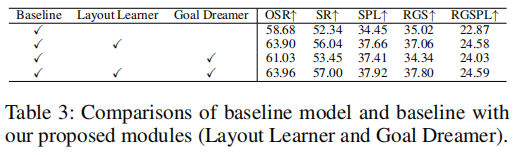 Baseline Layout Learner Goal Dreamer OSR↑ SR↑ SPL↑ RGS↑ RGSPL↑
✓ 58.68 52.34 34.45 35.02 22.87
✓ ✓ 63.90 56.04 37.66 37.06 24.58
✓ ✓ 61.03 53.45 37.41 34.34 24.03
✓ ✓ ✓ 63.96 57.00 37.92 37.80 24.59
Table 3: Comparisons of baseline model and baseline with
our proposed modules (Layout Learner and Goal Dreamer).